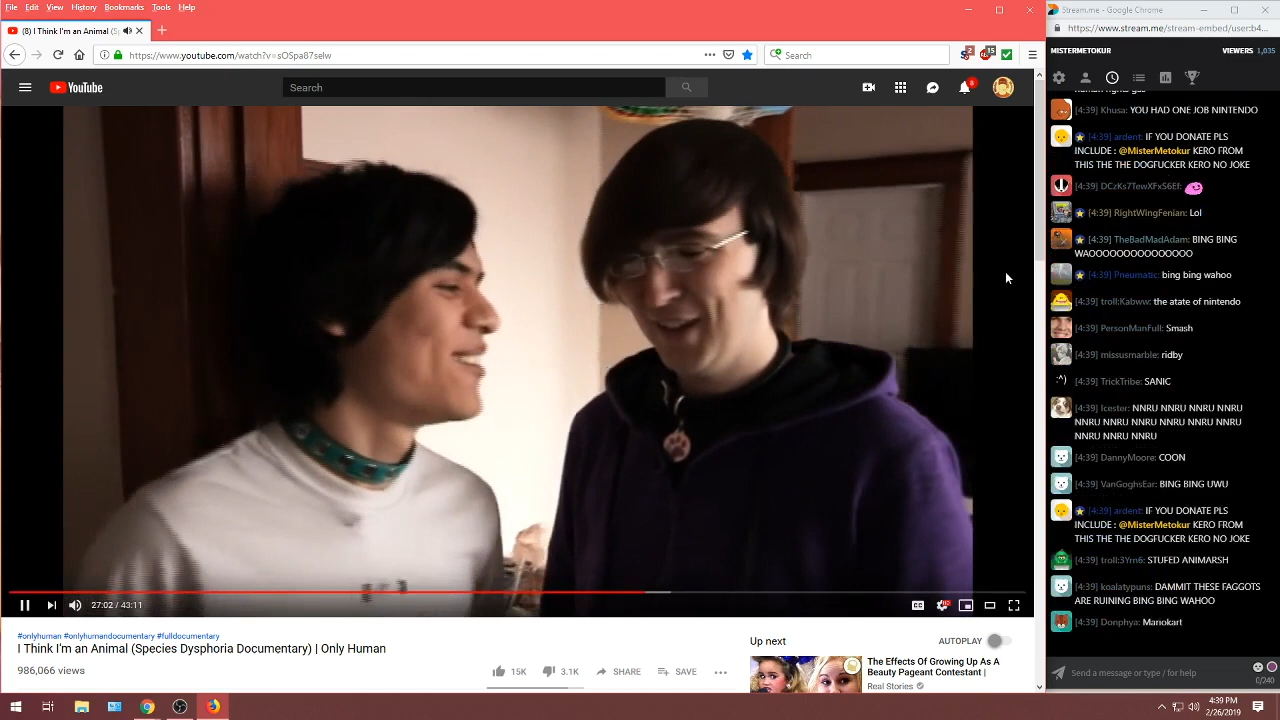 File Edit View History Bookmarks Tools Help
(8) I Think I'm an Animal (Sp
https://www.youtube.com/watch?v=sOSpa87selw
Search
YouTube
Search
8
27:02 / 43:11
CC
HD
#onlyhuman #onlyhumandocumentary #fulldocumentary
I Think I'm an Animal (Species Dysphoria Documentary) | Only Human
986,066 views
15K
3.1K
SHARE
SAVE
Up next
AUTOPLAY
The Effects Of Growing Up As A
Beauty Pageant Contestant |
Real Stories
Stream.me - Google Chrome
https://www.stream.me/stream-embed/user:b4...
MISTERMETOKUR
VIEWERS 1,035
[4:39] Khusa: YOU HAD ONE JOB NINTENDO
[4:39] ardent: IF YOU DONATE PLS
INCLUDE : @MisterMetokur KERO FROM
THIS THE THE DOGFUCKER KERO NO JOKE
[4:39] DCzKs7TewXFxS6Ef:
[4:39] RightWingFenian: Lol
[4:39] TheBadMadAdam: BING BING
WAOOOOOOOOOOOOOO
[4:39] Pneumatic: bing bing wahoo
[4:39] troll:Kabww: the atate of nintendo
[4:39] PersonManFull: Smash
[4:39] missusmarble: ridby
:^)
[4:39] TrickTribe: SANIC
[4:39] Icester: NNRU NNRU NNRU NNRU
NNRU NNRU NNRU NNRU NNRU NNRU
NNRU NNRU NNRU
[4:39] DannyMoore: COON
[4:39] VanGoghsEar: BING BING UWU
[4:39] ardent: IF YOU DONATE PLS
INCLUDE : @MisterMetokur KERO FROM
THIS THE THE DOGFUCKER KERO NO JOKE
[4:39] troll:3Yrn6: STUFED ANIMARSH
[4:39] koalatypuns: DAMMIT THESE FAGGOTS
ARE RUINING BING BING WAHOO
[4:39] Donphya: Mariokart
Send a message or type / for help
0/240
4:39 PM
2/26/2019